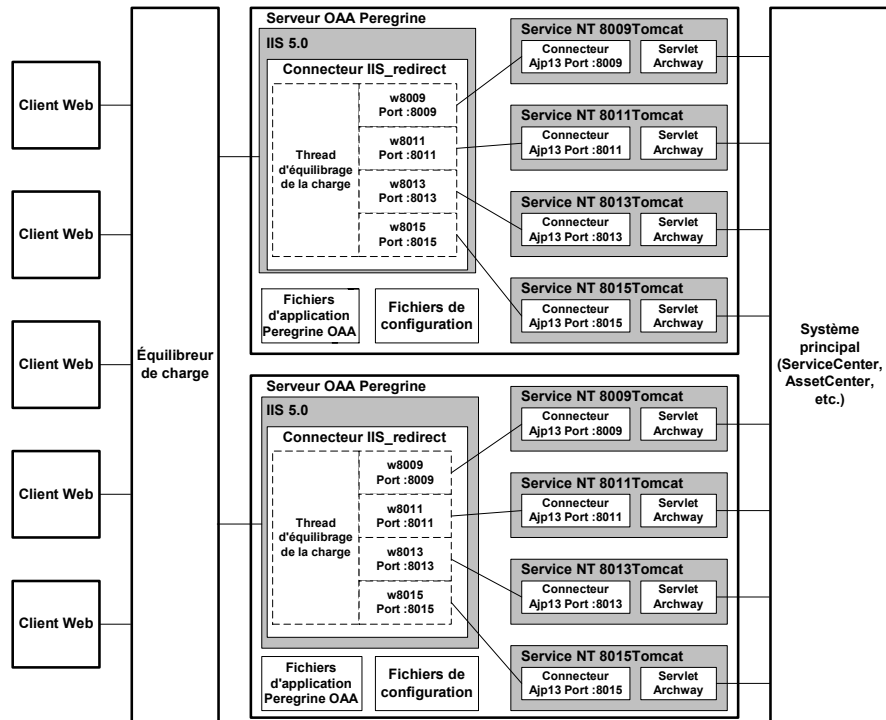 Client Web
Client Web
Client Web
Client Web
Client Web
Équilibreur
de charge
Serveur OAA Peregrine
IIS 5.0
Connecteur IIS_redirect
Thread
d'équilibrage
de la charge
w8009
Port :8009
w8011
Port :8011
w8013
Port :8013
w8015
Port :8015
Fichiers
d'application
Peregrine OAA
Fichiers de
configuration
Service NT 8009Tomcat
Connecteur
Ajp13 Port :8009
Servlet
Archway
Service NT 8011Tomcat
Connecteur
Ajp13 Port :8011
Servlet
Archway
Service NT 8013Tomcat
Connecteur
Ajp13 Port :8013
Servlet
Archway
Service NT 8015Tomcat
Connecteur
Ajp13 Port :8015
Servlet
Archway
Serveur OAA Peregrine
IIS 5.0
Connecteur IIS_redirect
Thread
d'équilibrage
de la charge
w8009
Port :8009
w8011
Port :8011
w8013
Port :8013
w8015
Port :8015
Fichiers
d'application
Peregrine OAA
Fichiers de
configuration
Service NT 8009Tomcat
Connecteur
Ajp13 Port :8009
Servlet
Archway
Service NT 8011Tomcat
Connecteur
Ajp13 Port :8011
Servlet
Archway
Service NT 8013Tomcat
Connecteur
Ajp13 Port :8013
Servlet
Archway
Service NT 8015Tomcat
Connecteur
Ajp13 Port :8015
Servlet
Archway
Système
principal
(ServiceCenter,
AssetCenter,
etc.)